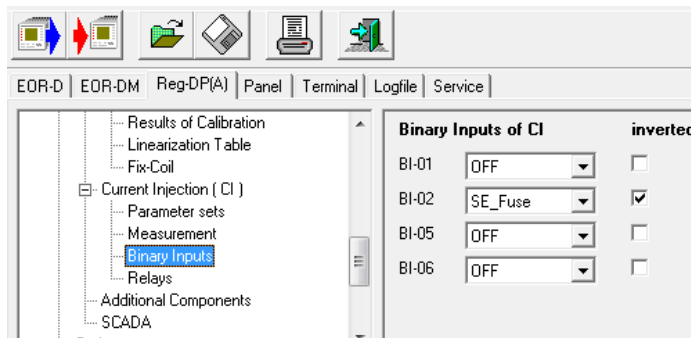 EOR-D EOR-DM Reg-DP(A) Panel Terminal Logfile Service
Results of Calibration
Linearization Table
Fix-Coil
Current Injection ( CI )
Parameter sets
Measurement
Binary Inputs
Relays
Additional Components
SCADA
Binary Inputs of CI inverted
BI-01 OFF
BI-02 SE_Fuse
BI-05 OFF
BI-06 OFF